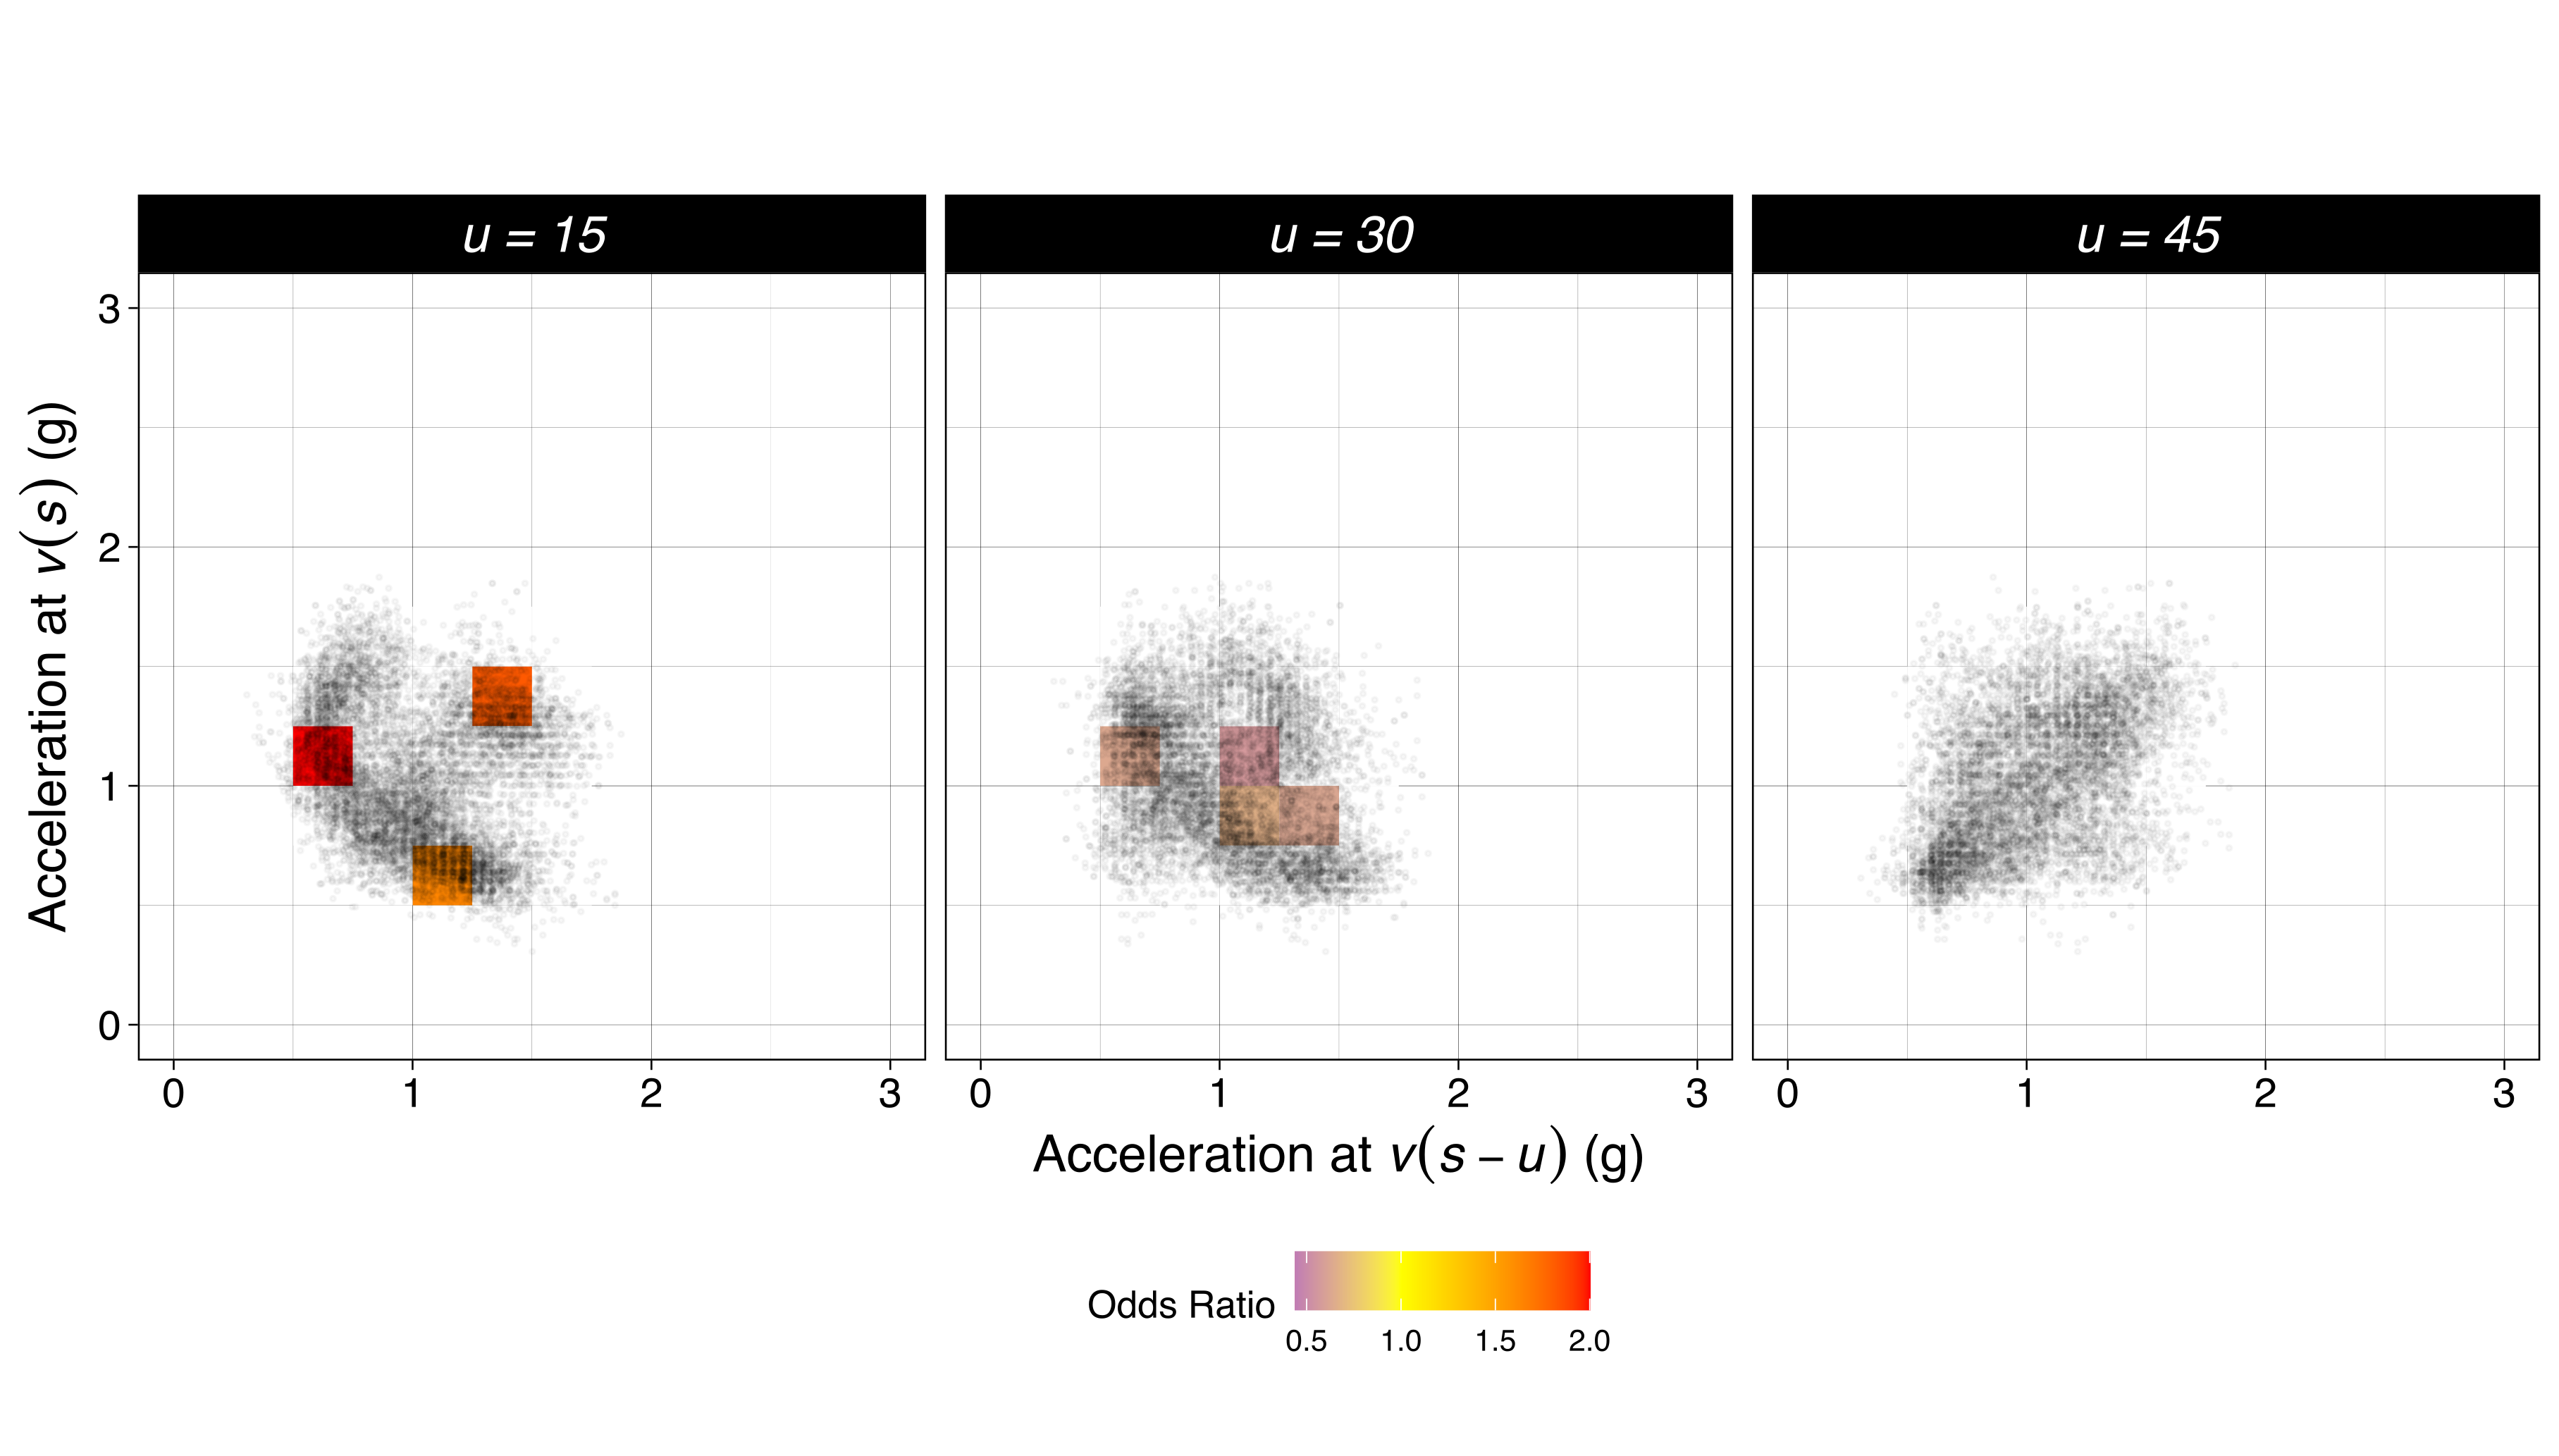 u = 15
u = 30
u = 45
Acceleration at v(s) (g)
3
2
1
0
0 1 2 3
0 1 2 3
0 1 2 3
Acceleration at v(s − u) (g)
Odds Ratio
0.5 1.0 1.5 2.0